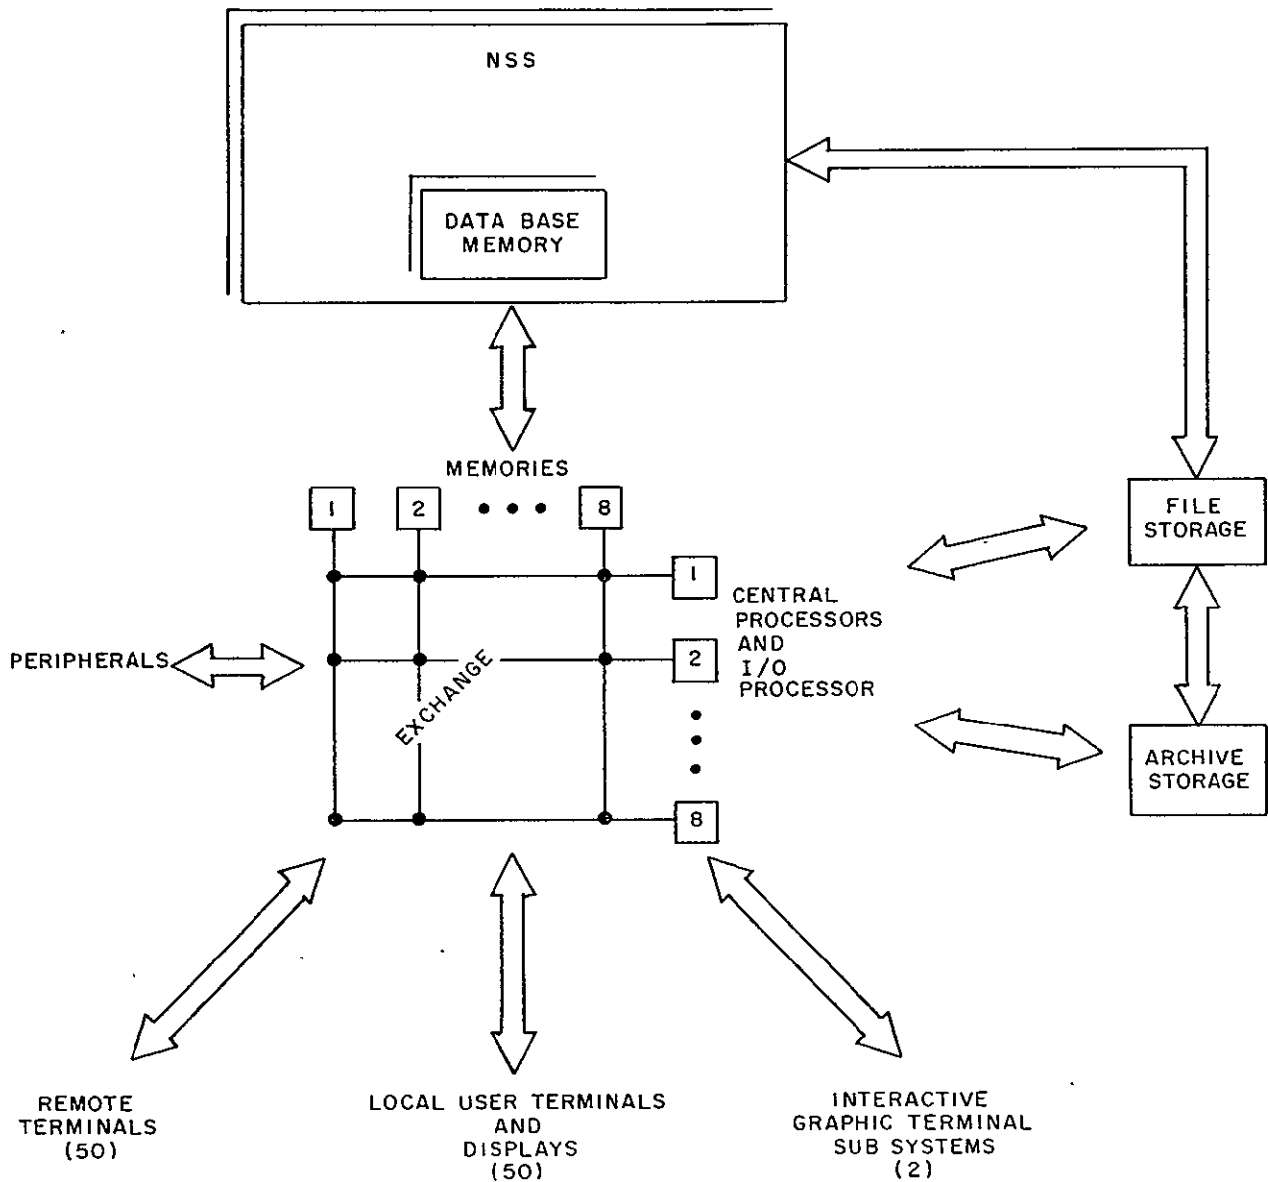 NSS
DATA BASE
MEMORY
MEMORIES
1 2 8
FILE
STORAGE
1
CENTRAL
PROCESSORS
AND
I/O
PROCESSOR
2
PERIPHERALS
EXCHANGE
ARCHIVE
STORAGE
8
REMOTE
TERMINALS
(50)
LOCAL USER TERMINALS
AND
DISPLAYS
(50)
INTERACTIVE
GRAPHIC TERMINAL
SUB SYSTEMS
(2)